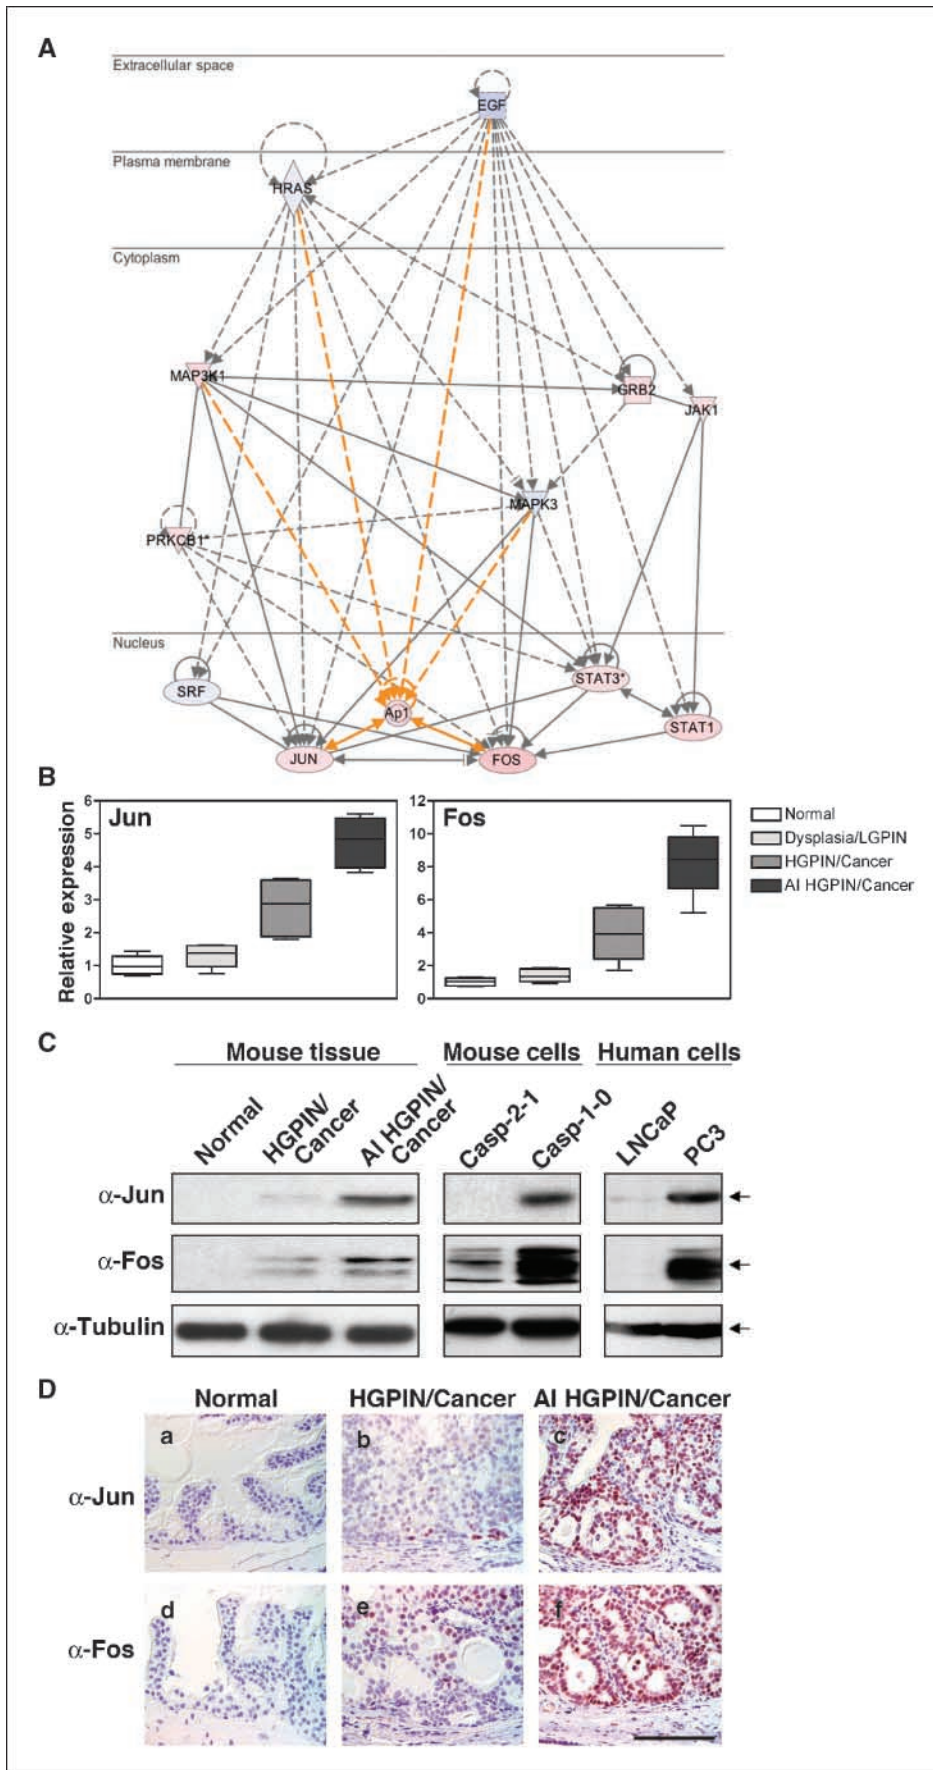 A
Extracellular space
EGF
Plasma membrane
HRAS
Cytoplasm
MAP3K1
GRB2
JAK1
MAPK3
PRKCB1*
Nucleus
STAT3*
SRF
Ap1
STAT1
JUN
FOS
B
Relative expression
6
5
4
3
2
1
0
Jun
12
10
8
6
4
2
0
Fos
Normal
Dysplasia/LGPIN
HGPIN/Cancer
AI HGPIN/Cancer
C
Mouse tissue
Mouse cells
Human cells
Normal
HGPIN/
Cancer
AI HGPIN/
Cancer
Casp-2-1
Casp-1-0
LNCaP
PC3
α-Jun
α-Fos
α-Tubulin
D
Normal
HGPIN/Cancer
AI HGPIN/Cancer
α-Jun
a
b
c
α-Fos
d
e
f